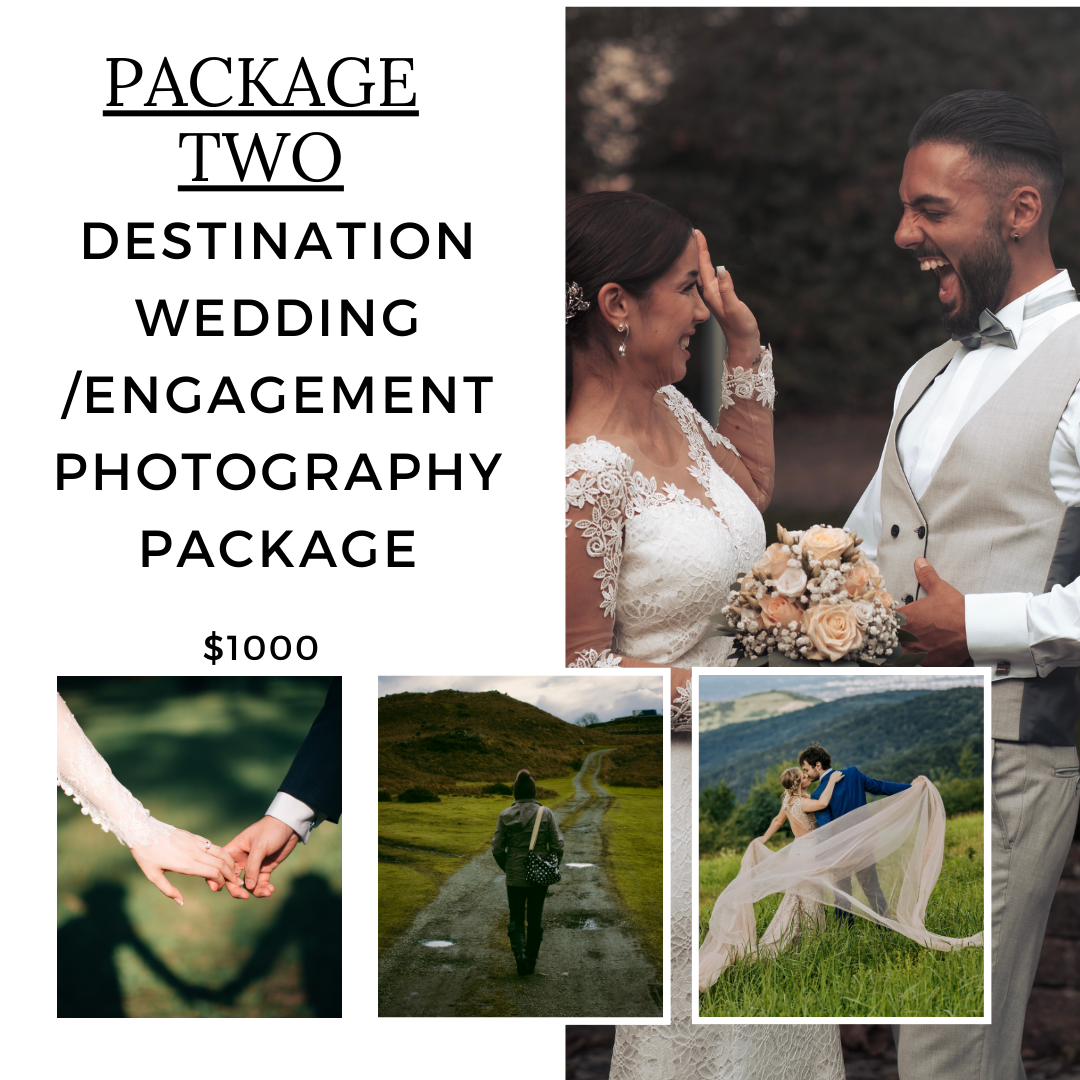 PACKAGE
TWO
DESTINATION
WEDDING
/ENGAGEMENT
PHOTOGRAPHY
PACKAGE
$1000